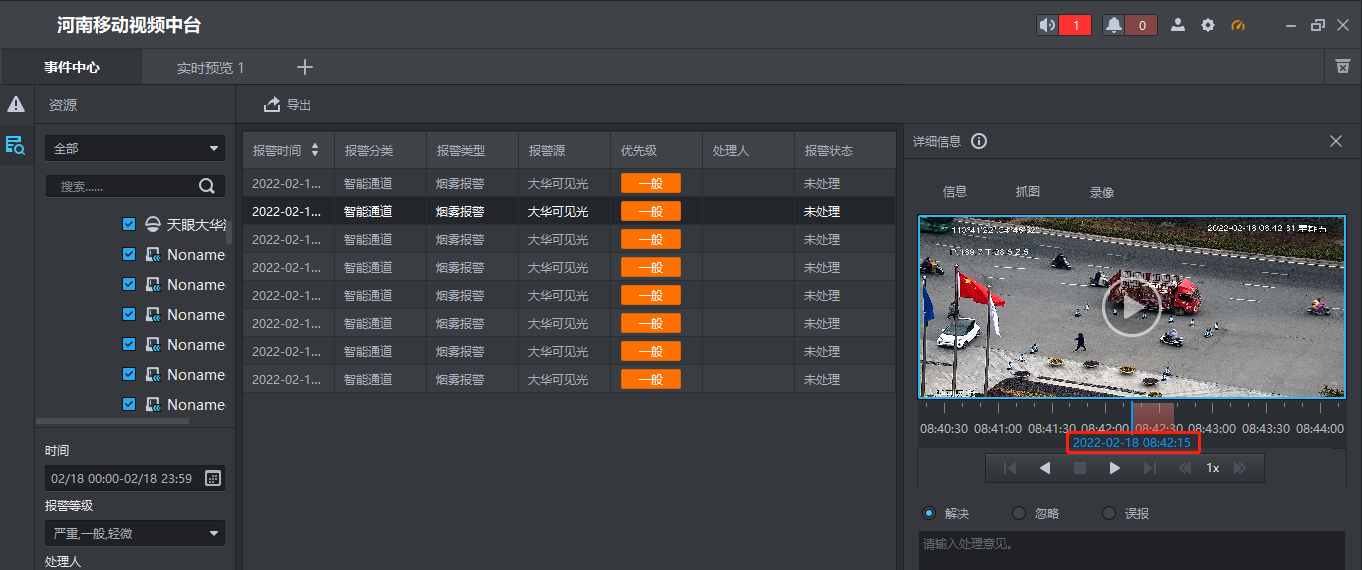 河南移动视频中台
1
0
事件中心
实时预览 1
资源
导出
全部
搜索......
天眼大华
Noname
Noname
Noname
Noname
Noname
Noname
时间
02/18 00:00-02/18 23:59
报警等级
严重,一般,轻微
处理人
报警时间 报警分类 报警类型 报警源 优先级 处理人 报警状态
2022-02-1... 智能通道 烟雾报警 大华可见光 一般 未处理
2022-02-1... 智能通道 烟雾报警 大华可见光 一般 未处理
2022-02-1... 智能通道 烟雾报警 大华可见光 一般 未处理
2022-02-1... 智能通道 烟雾报警 大华可见光 一般 未处理
2022-02-1... 智能通道 烟雾报警 大华可见光 一般 未处理
2022-02-1... 智能通道 烟雾报警 大华可见光 一般 未处理
2022-02-1... 智能通道 烟雾报警 大华可见光 一般 未处理
2022-02-1... 智能通道 烟雾报警 大华可见光 一般 未处理
详细信息
信息 抓图 录像
2022-02-18 08:42
08:40:30 08:41:00 08:41:30 08:42:00 08:42:30 08:43:00 08:43:30 08:44:00
2022-02-18 08:42:15
1x
解决 忽略 误报
请输入处理意见。